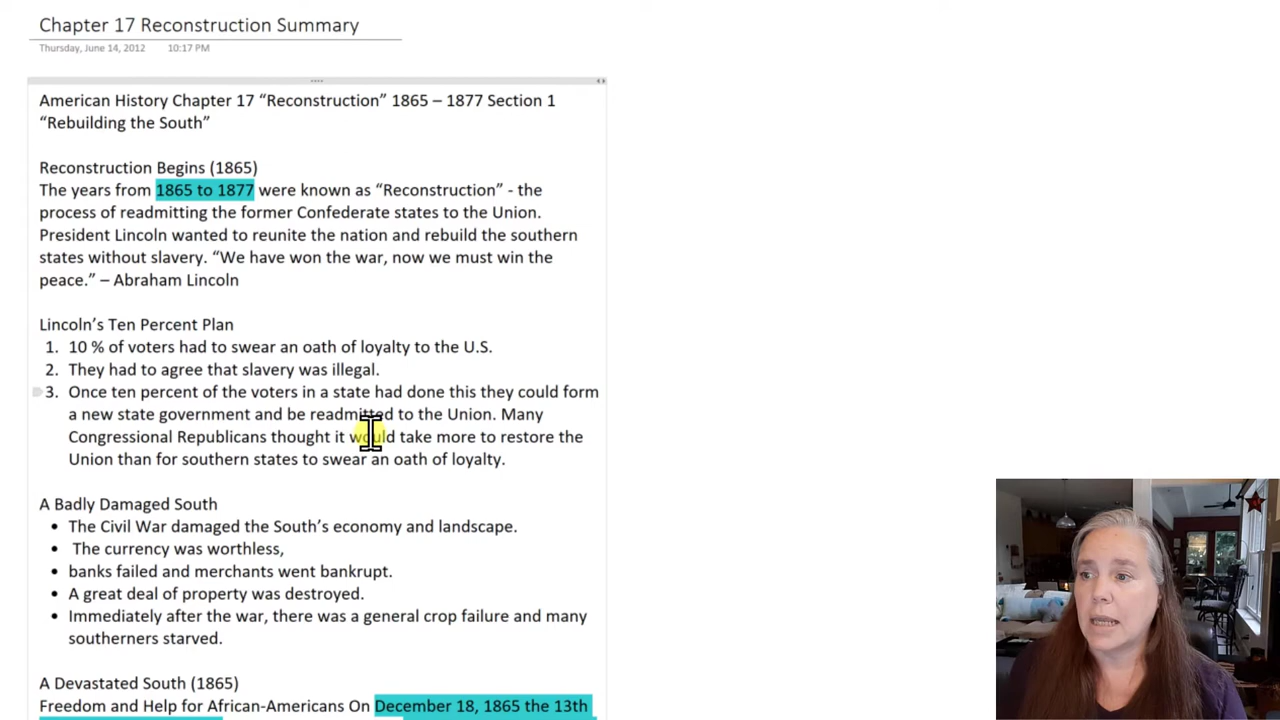 Chapter 17 Reconstruction Summary
Thursday, June 14, 2012 10:17 PM
American History Chapter 17 “Reconstruction” 1865 – 1877 Section 1
“Rebuilding the South”
Reconstruction Begins (1865)
The years from 1865 to 1877 were known as “Reconstruction” - the
process of readmitting the former Confederate states to the Union.
President Lincoln wanted to reunite the nation and rebuild the southern
states without slavery. “We have won the war, now we must win the
peace.” – Abraham Lincoln
Lincoln’s Ten Percent Plan
1. 10 % of voters had to swear an oath of loyalty to the U.S.
2. They had to agree that slavery was illegal.
3. Once ten percent of the voters in a state had done this they could form
a new state government and be readmitted to the Union. Many
Congressional Republicans thought it would take more to restore the
Union than for southern states to swear an oath of loyalty.
A Badly Damaged South
• The Civil War damaged the South’s economy and landscape.
• The currency was worthless,
• banks failed and merchants went bankrupt.
• A great deal of property was destroyed.
• Immediately after the war, there was a general crop failure and many
southerners starved.
A Devastated South (1865)
Freedom and Help for African-Americans On December 18, 1865 the 13th